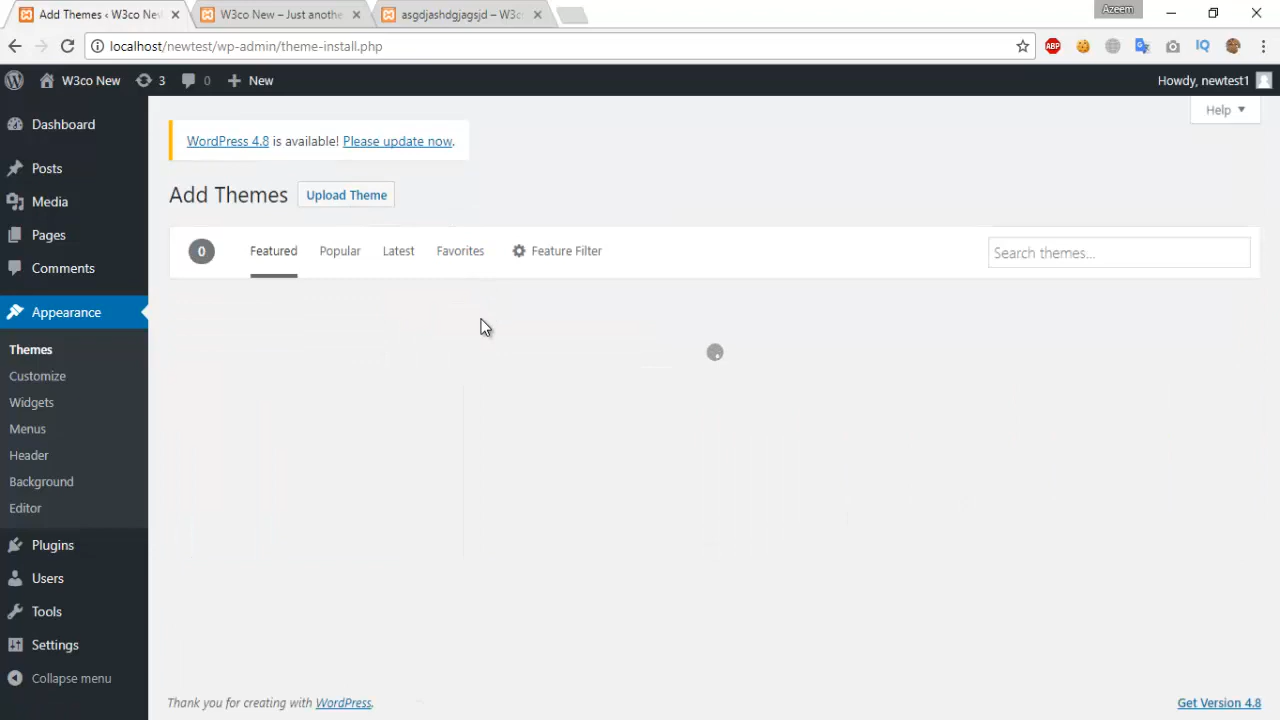 Add Themes ‹ W3co Nev
W3co New – Just anothe
asgdjashdgjagsjd – W3c
Azeem
localhost/newtest/wp-admin/theme-install.php
ABP
IQ
W3co New
3
0
New
Howdy, newtest1
Dashboard
Posts
Media
Pages
Comments
Appearance
Themes
Customize
Widgets
Menus
Header
Background
Editor
Plugins
Users
Tools
Settings
Collapse menu
Help
WordPress 4.8 is available! Please update now.
Add Themes
Upload Theme
0
Featured
Popular
Latest
Favorites
Feature Filter
Search themes...
Thank you for creating with WordPress.
Get Version 4.8